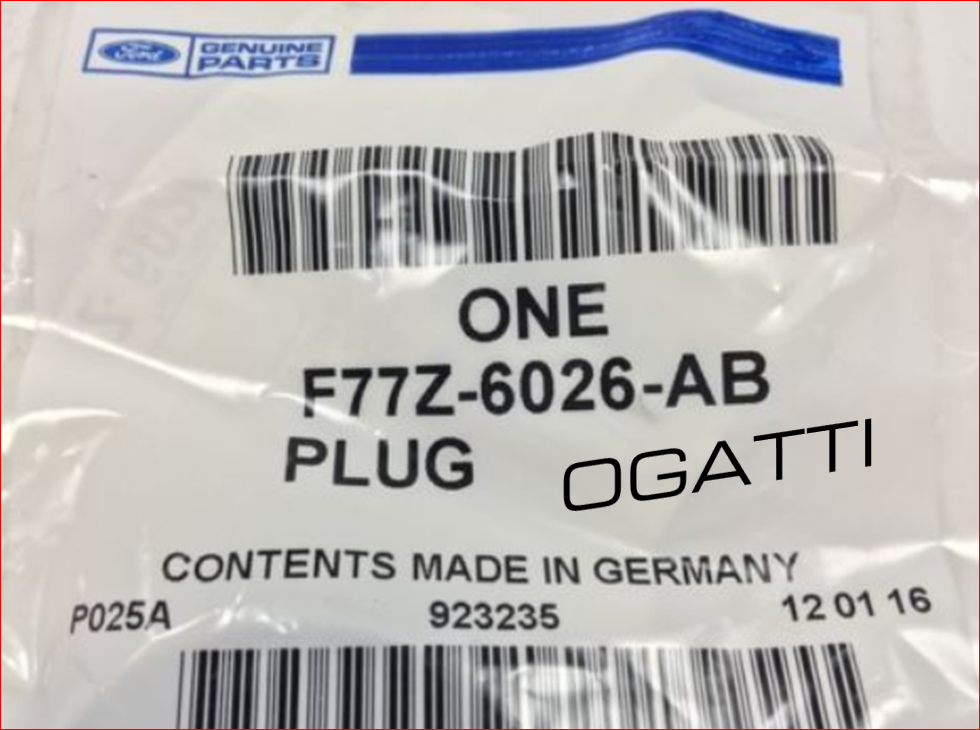 Ford GENUINE PARTS
ONE
F77Z-6026-AB
PLUG
OGATTI
CONTENTS MADE IN GERMANY
P025A 923235 12 01 16